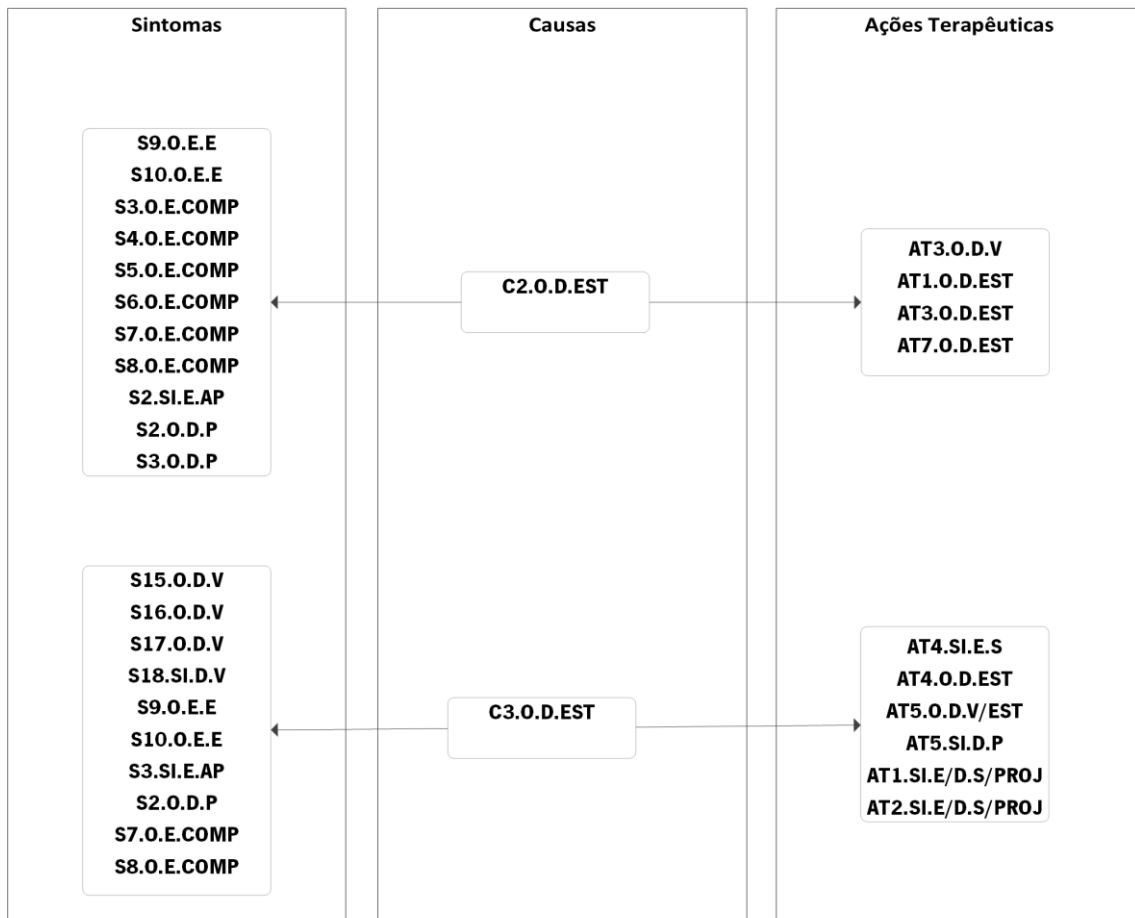 Sintomas
Causas
Ações Terapêuticas
S9.O.E.E
S10.O.E.E
S3.O.E.COMP
S4.O.E.COMP
S5.O.E.COMP
S6.O.E.COMP
S7.O.E.COMP
S8.O.E.COMP
S2.SI.E.AP
S2.O.D.P
S3.O.D.P
C2.O.D.EST
AT3.O.D.V
AT1.O.D.EST
AT3.O.D.EST
AT7.O.D.EST
S15.O.D.V
S16.O.D.V
S17.O.D.V
S18.SI.D.V
S9.O.E.E
S10.O.E.E
S3.SI.E.AP
S2.O.D.P
S7.O.E.COMP
S8.O.E.COMP
C3.O.D.EST
AT4.SI.E.S
AT4.O.D.EST
AT5.O.D.V/EST
AT5.SI.D.P
AT1.SI.E/D.S/PROJ
AT2.SI.E/D.S/PROJ